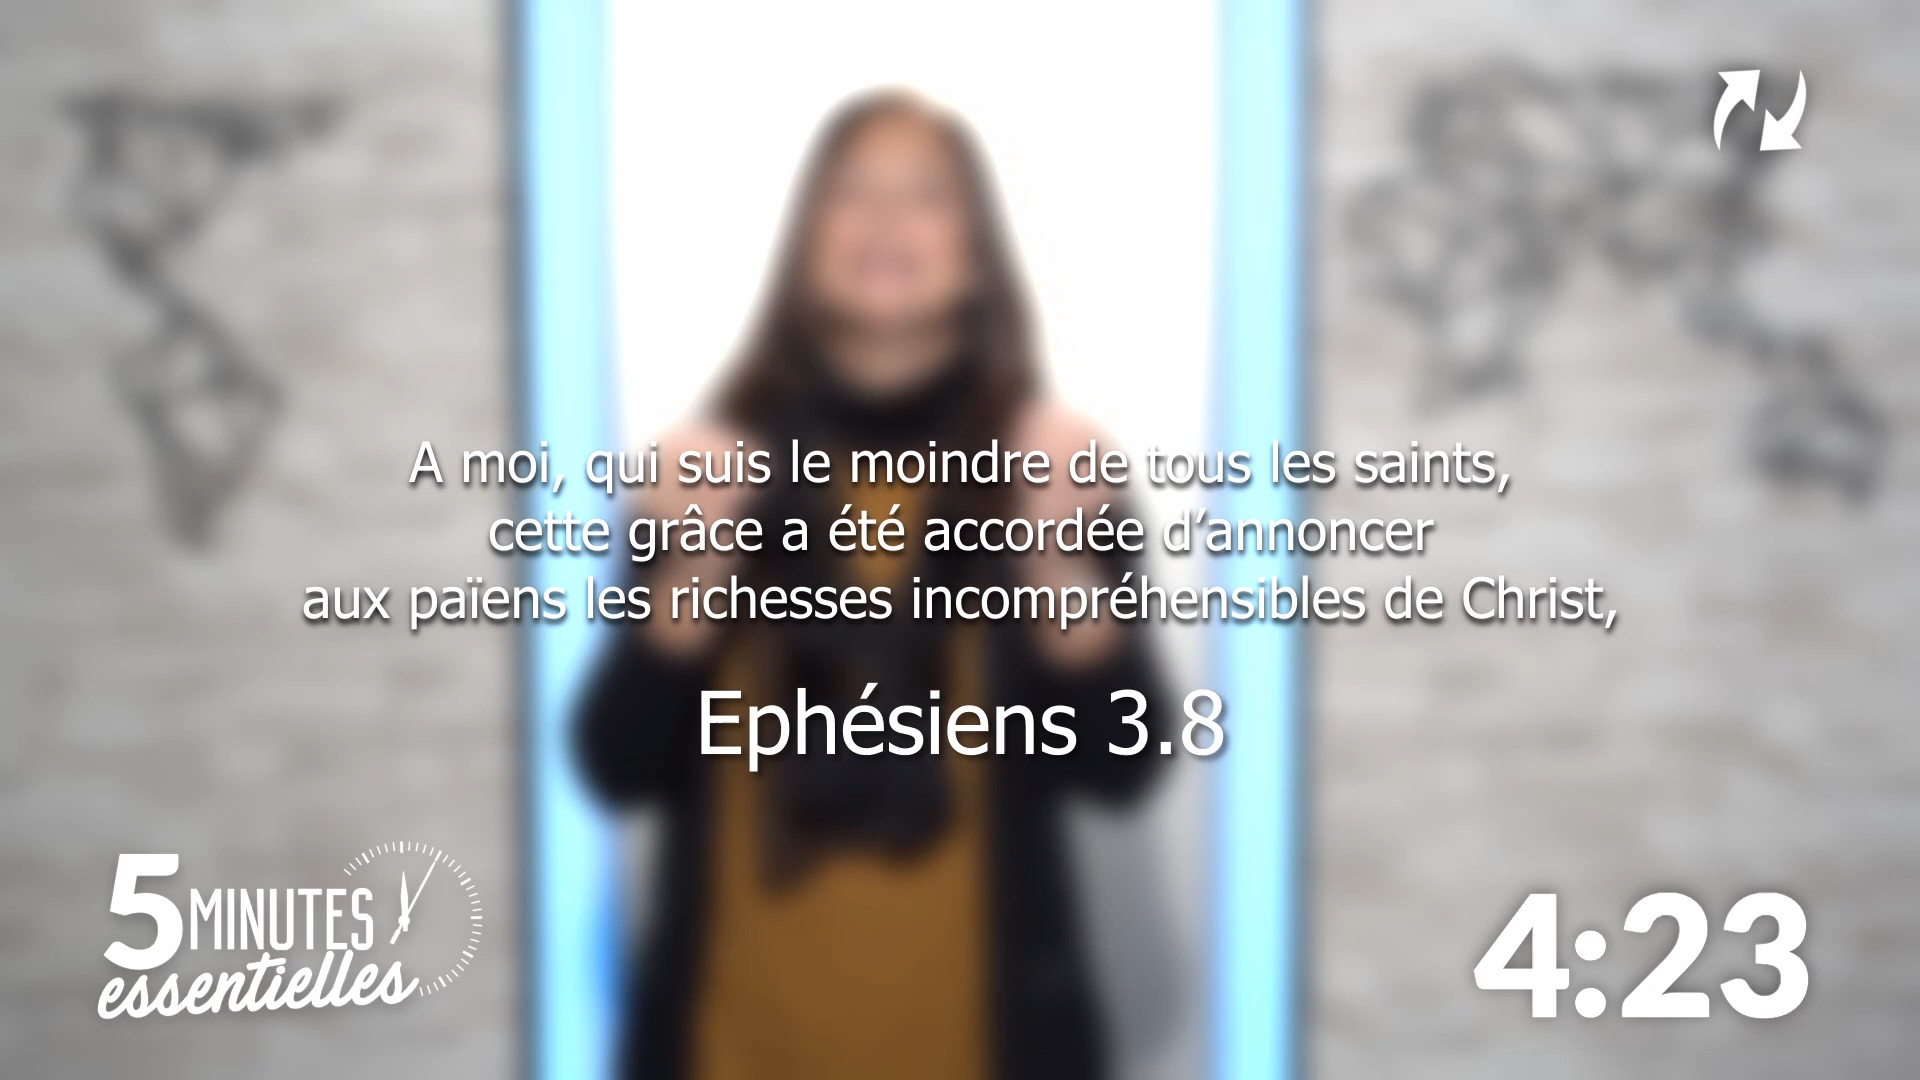 A moi, qui suis le moindre de tous les saints,
cette grâce a été accordée d’annoncer
aux païens les richesses incompréhensibles de Christ,
Ephésiens 3.8
5 MINUTES
essentielles
4:23